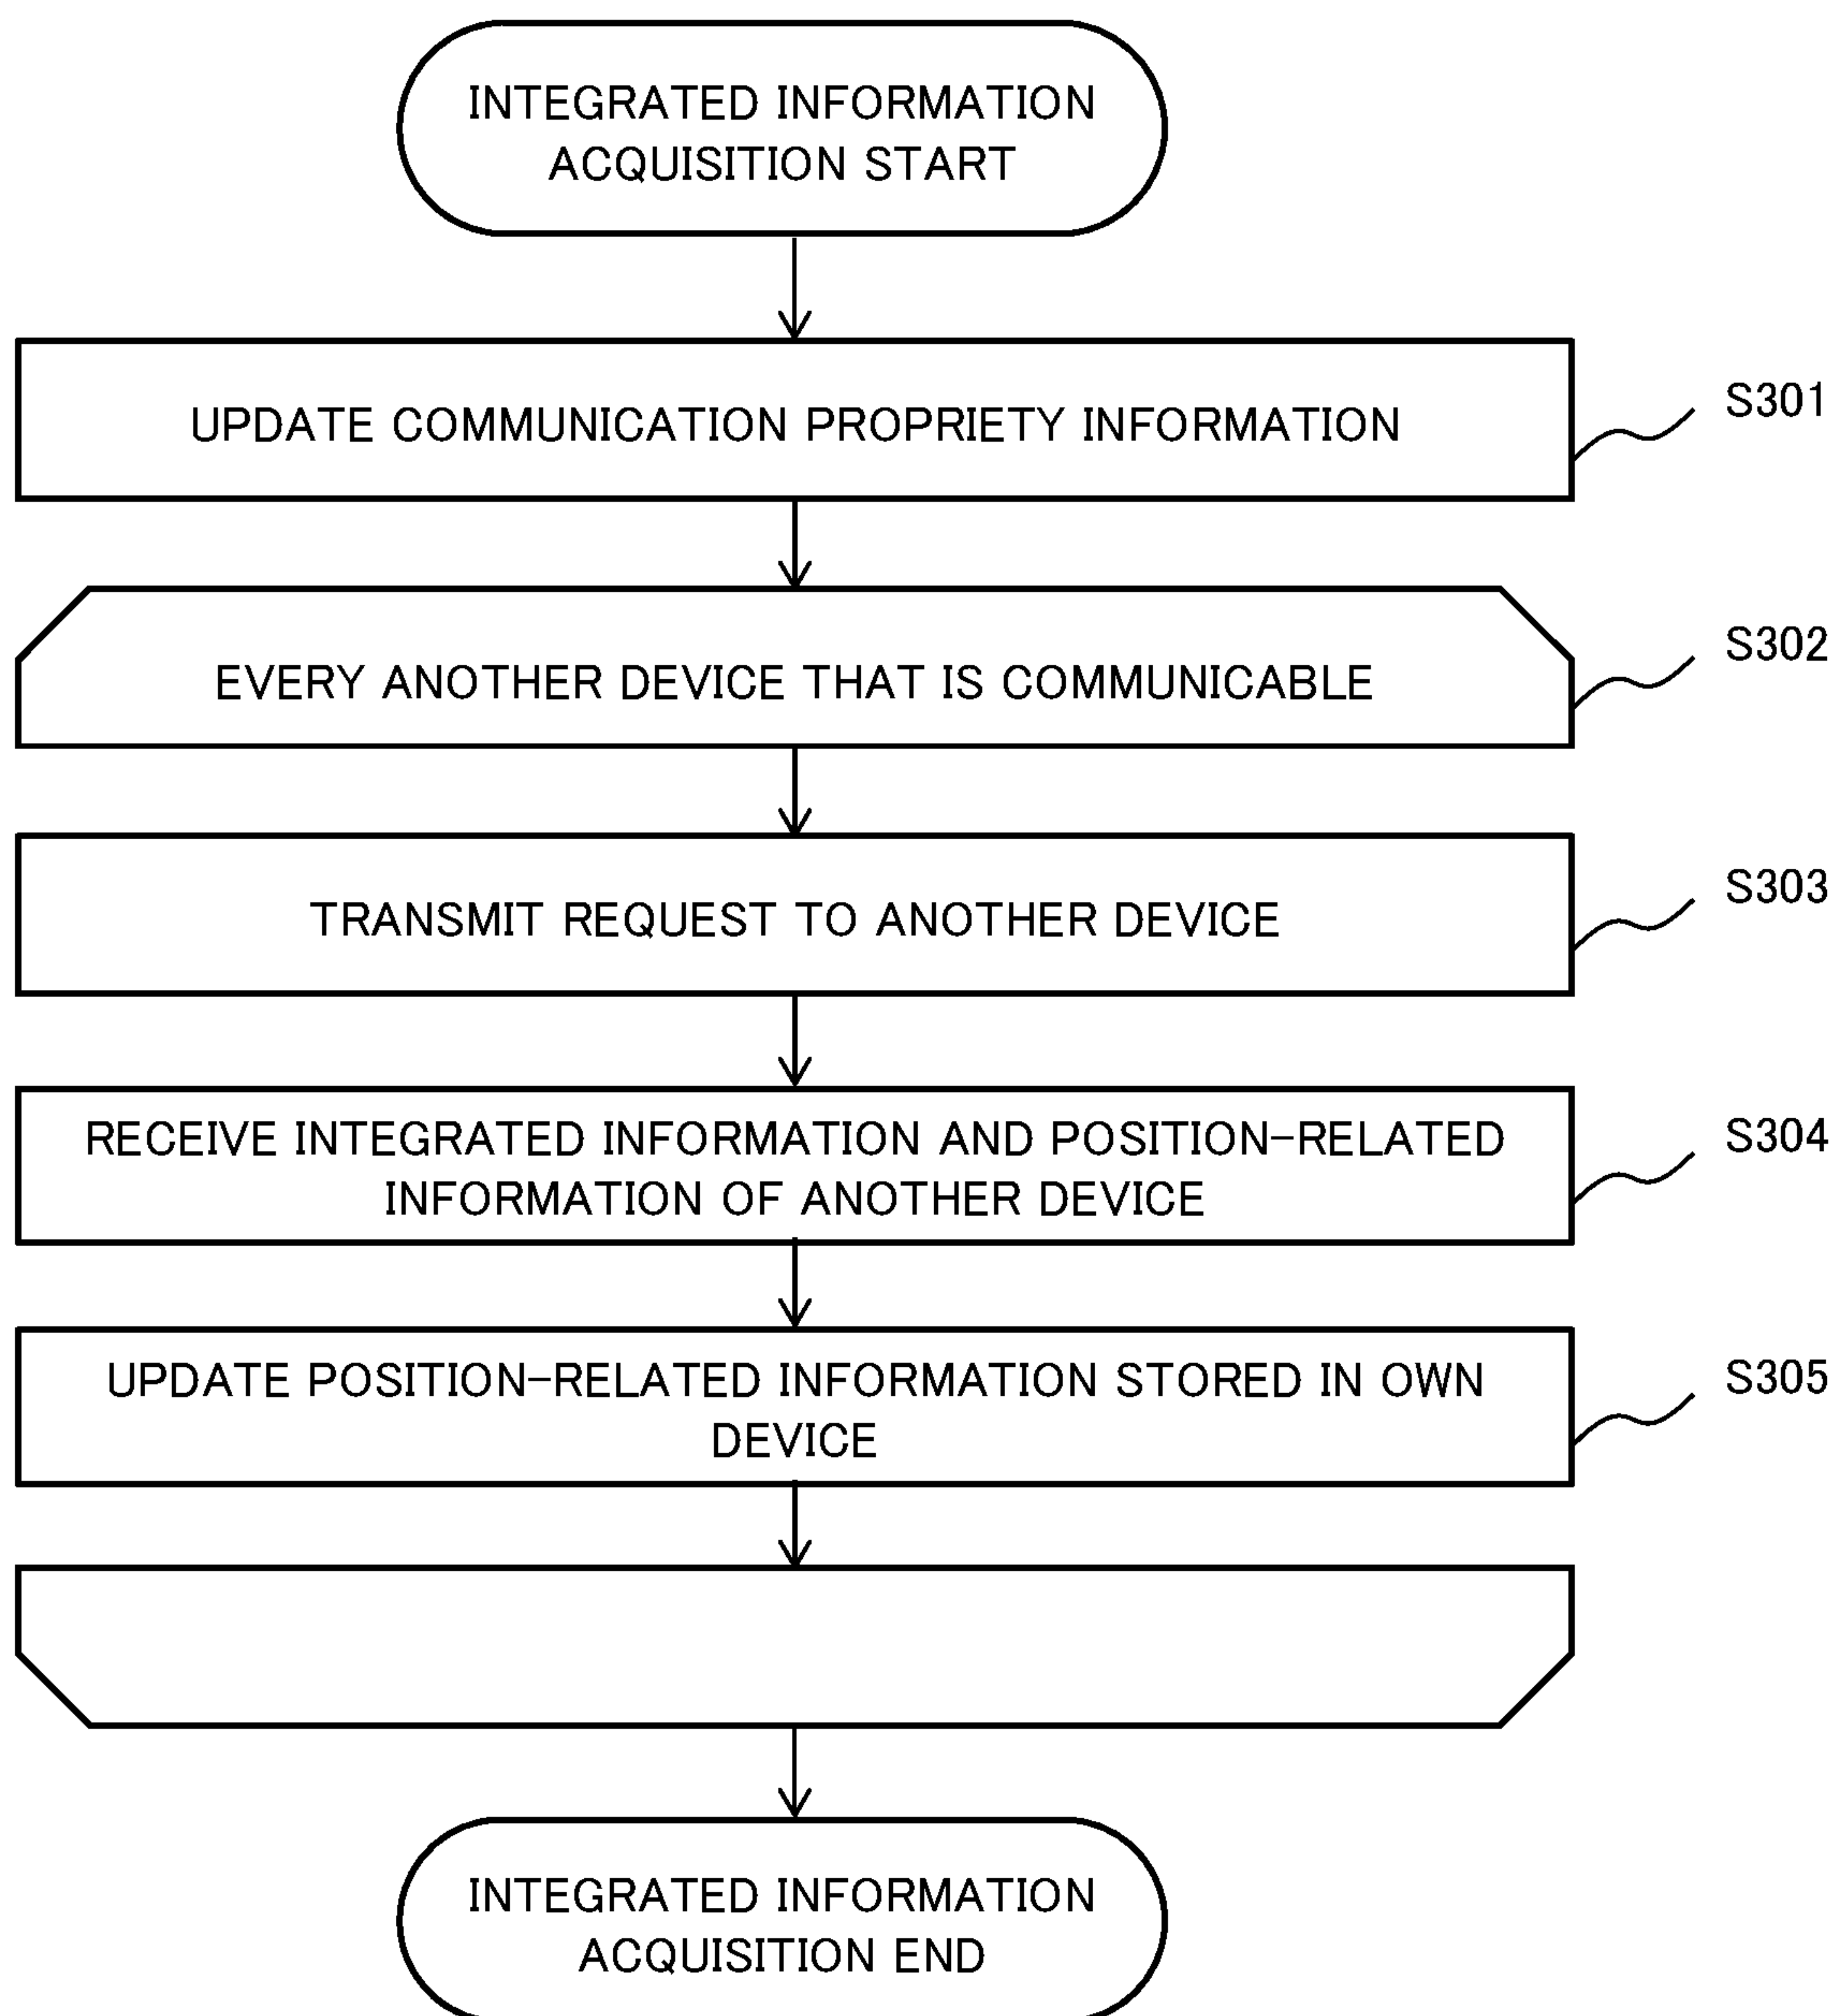 INTEGRATED INFORMATION
ACQUISITION START
UPDATE COMMUNICATION PROPRIETY INFORMATION
S301
EVERY ANOTHER DEVICE THAT IS COMMUNICABLE
S302
TRANSMIT REQUEST TO ANOTHER DEVICE
S303
RECEIVE INTEGRATED INFORMATION AND POSITION-RELATED
INFORMATION OF ANOTHER DEVICE
S304
UPDATE POSITION-RELATED INFORMATION STORED IN OWN
DEVICE
S305
INTEGRATED INFORMATION
ACQUISITION END